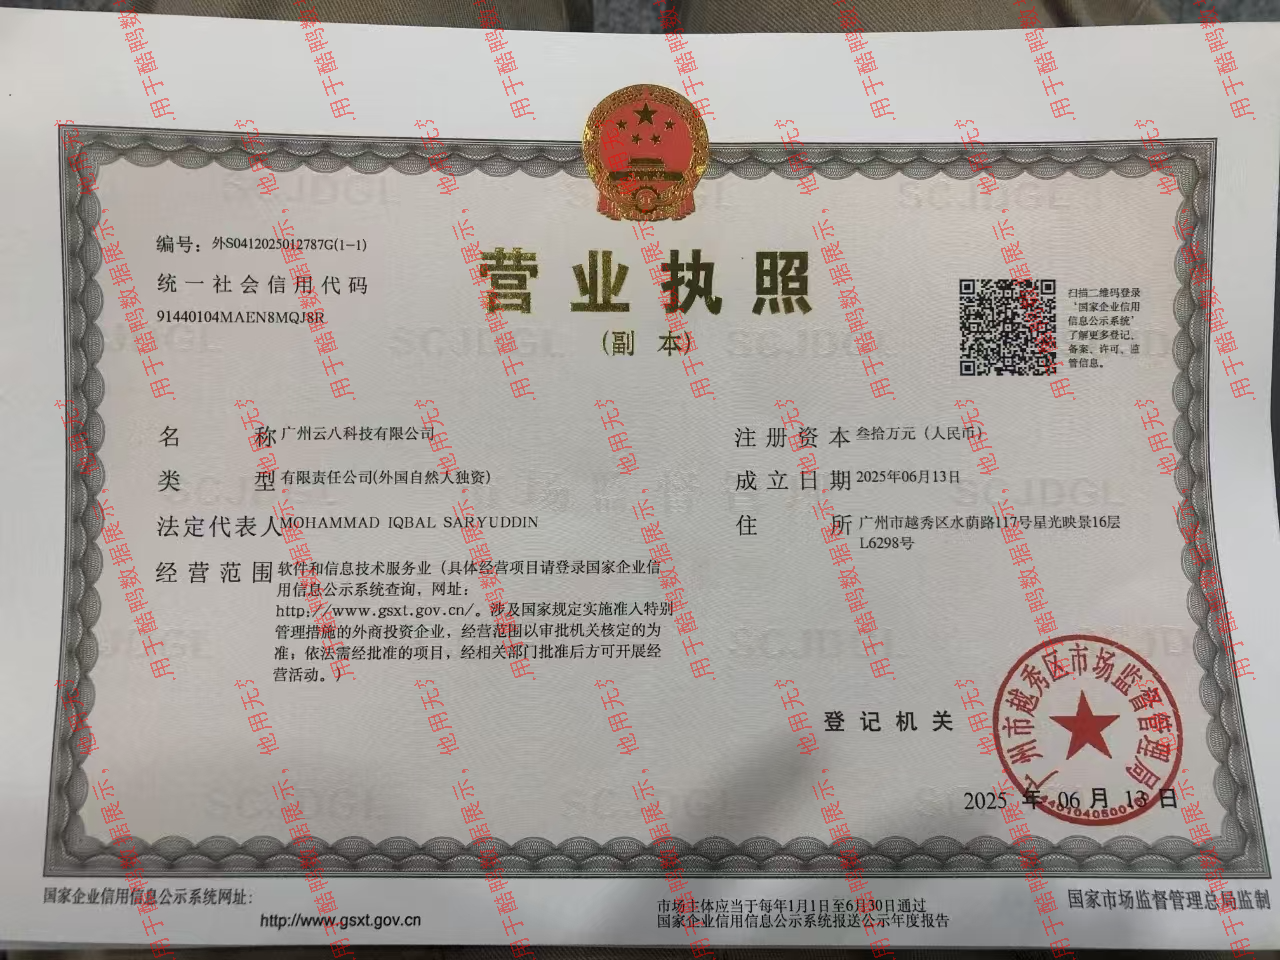 编号: 外S0412025012787G(1-1)
统一社会信用代码
91440104MAEN8MQJ8R
营业执照
(副 本)
扫描二维码登录
‘国家企业信用
信息公示系统’
了解更多登记、
备案、许可、监
管信息。
名 称 广州云八科技有限公司
类 型 有限责任公司(外国自然人独资)
法定代表人 MOHAMMAD IQBAL SARYUDDIN
经营范围 软件和信息技术服务业（具体经营项目请登录国家企业信
用信息公示系统查询，网址：
http://www.gsxt.gov.cn/。涉及国家规定实施准入特别
管理措施的外商投资企业，经营范围以审批机关核定的为
准；依法需经批准的项目，经相关部门批准后方可开展经
营活动。）
注册资本 叁拾万元（人民币）
成立日期 2025年06月13日
住 所 广州市越秀区水荫路117号星光映景16层
L6298号
登记机关
广州市越秀区市场监督管理局
2025 年 06 月 13 日
国家企业信用信息公示系统网址:
http://www.gsxt.gov.cn
市场主体应当于每年1月1日至6月30日通过
国家企业信用信息公示系统报送公示年度报告
国家市场监督管理总局监制
用于酷鸭数据展示，他用无效
SCJDGL